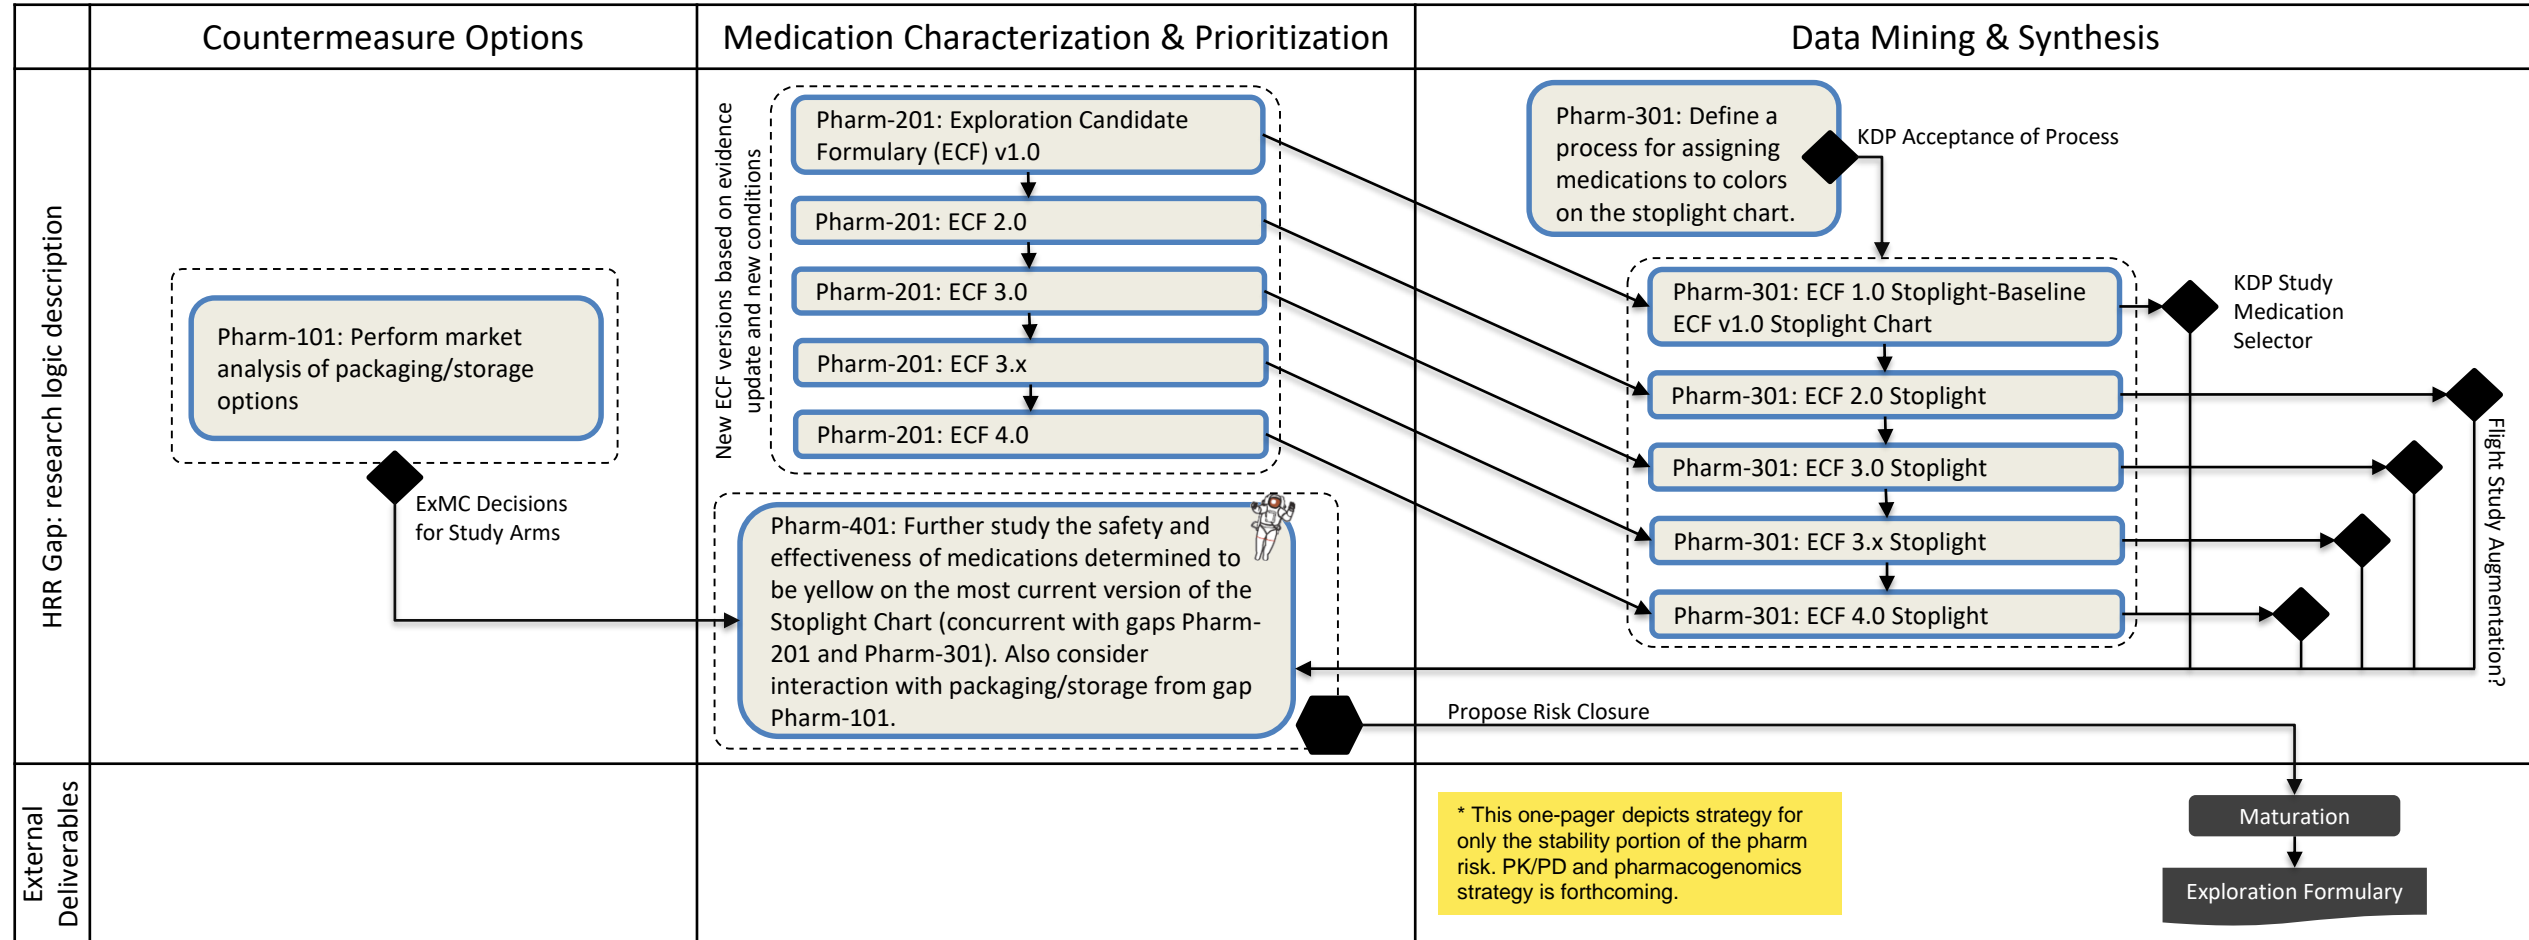 Countermeasure Options
Medication Characterization & Prioritization
Data Mining & Synthesis
HRR Gap: research logic description
Pharm-101: Perform market
analysis of packaging/storage
options
ExMC Decisions
for Study Arms
New ECF versions based on evidence
update and new conditions
Pharm-201: Exploration Candidate
Formulary (ECF) v1.0
Pharm-201: ECF 2.0
Pharm-201: ECF 3.0
Pharm-201: ECF 3.x
Pharm-201: ECF 4.0
Pharm-401: Further study the safety and
effectiveness of medications determined to
be yellow on the most current version of the
Stoplight Chart (concurrent with gaps Pharm-
201 and Pharm-301). Also consider
interaction with packaging/storage from gap
Pharm-101.
Pharm-301: Define a
process for assigning
medications to colors
on the stoplight chart.
KDP Acceptance of Process
Pharm-301: ECF 1.0 Stoplight-Baseline
ECF v1.0 Stoplight Chart
KDP Study
Medication
Selector
Pharm-301: ECF 2.0 Stoplight
Pharm-301: ECF 3.0 Stoplight
Pharm-301: ECF 3.x Stoplight
Pharm-301: ECF 4.0 Stoplight
Flight Study Augmentation?
Propose Risk Closure
External
Deliverables
* This one-pager depicts strategy for
only the stability portion of the pharm
risk. PK/PD and pharmacogenomics
strategy is forthcoming.
Maturation
Exploration Formulary